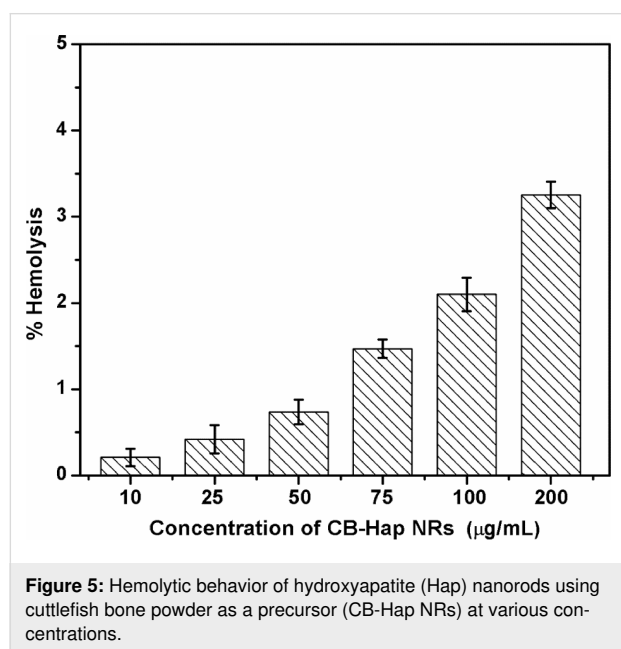 5
4
3
2
1
0
% Hemolysis
10 25 50 75 100 200
Concentration of CB-Hap NRs (μg/mL)
Figure 5: Hemolytic behavior of hydroxyapatite (Hap) nanorods using
cuttlefish bone powder as a precursor (CB-Hap NRs) at various con-
centrations.